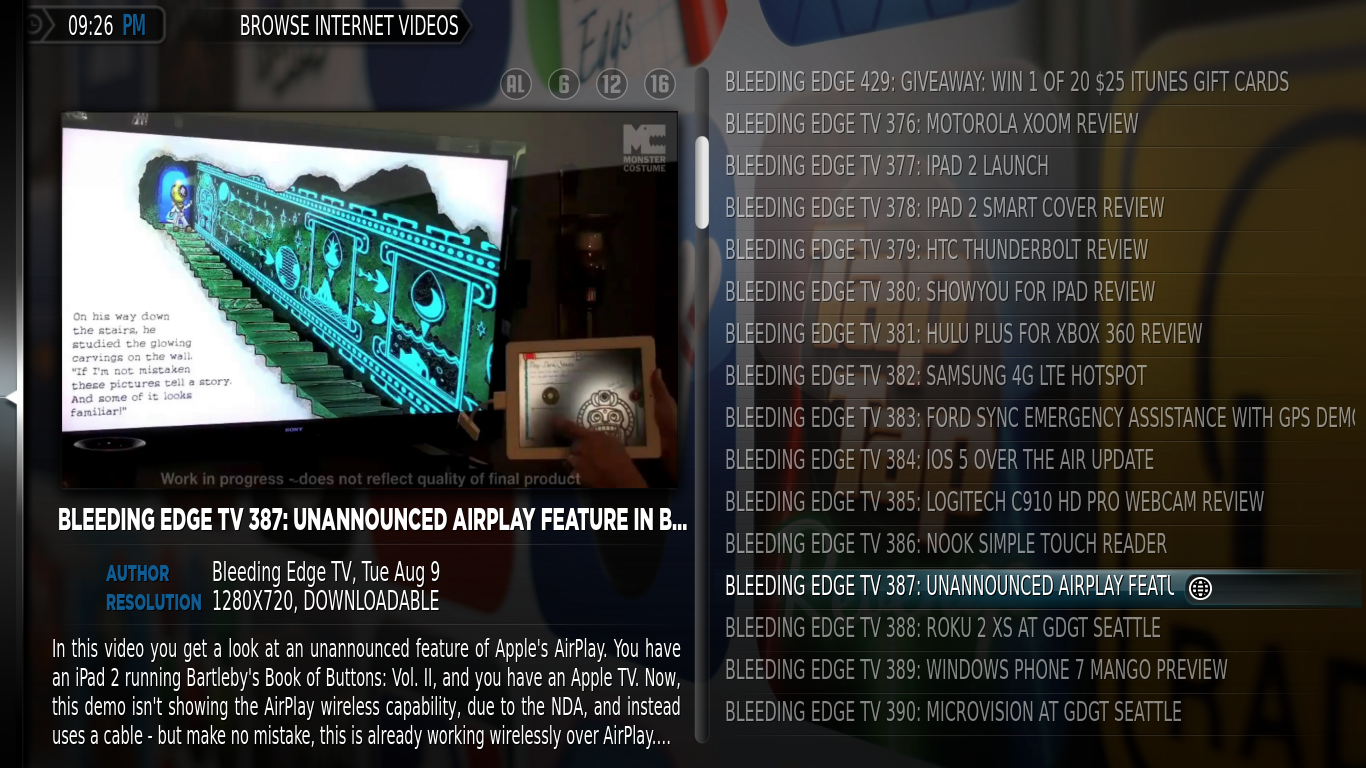 09:26 PM
BROWSE INTERNET VIDEOS
AL 6 12 16
MONSTER
COSTUME
On his way down
the stairs, he
studied the glowing
carvings on the wall.
"If I'm not mistaken
these pictures tell a story.
And some of it looks
familiar!"
SONY
Work in progress - does not reflect quality of final product
BLEEDING EDGE TV 387: UNANNOUNCED AIRPLAY FEATURE IN B...
AUTHOR Bleeding Edge TV, Tue Aug 9
RESOLUTION 1280X720, DOWNLOADABLE
In this video you get a look at an unannounced feature of Apple's AirPlay. You have
an iPad 2 running Bartleby's Book of Buttons: Vol. II, and you have an Apple TV. Now,
this demo isn't showing the AirPlay wireless capability, due to the NDA, and instead
uses a cable - but make no mistake, this is already working wirelessly over AirPlay....
BLEEDING EDGE 429: GIVEAWAY: WIN 1 OF 20 $25 ITUNES GIFT CARDS
BLEEDING EDGE TV 376: MOTOROLA XOOM REVIEW
BLEEDING EDGE TV 377: IPAD 2 LAUNCH
BLEEDING EDGE TV 378: IPAD 2 SMART COVER REVIEW
BLEEDING EDGE TV 379: HTC THUNDERBOLT REVIEW
BLEEDING EDGE TV 380: SHOWYOU FOR IPAD REVIEW
BLEEDING EDGE TV 381: HULU PLUS FOR XBOX 360 REVIEW
BLEEDING EDGE TV 382: SAMSUNG 4G LTE HOTSPOT
BLEEDING EDGE TV 383: FORD SYNC EMERGENCY ASSISTANCE WITH GPS DEMO
BLEEDING EDGE TV 384: IOS 5 OVER THE AIR UPDATE
BLEEDING EDGE TV 385: LOGITECH C910 HD PRO WEBCAM REVIEW
BLEEDING EDGE TV 386: NOOK SIMPLE TOUCH READER
BLEEDING EDGE TV 387: UNANNOUNCED AIRPLAY FEATU
BLEEDING EDGE TV 388: ROKU 2 XS AT GDGT SEATTLE
BLEEDING EDGE TV 389: WINDOWS PHONE 7 MANGO PREVIEW
BLEEDING EDGE TV 390: MICROVISION AT GDGT SEATTLE
Tap
Tap